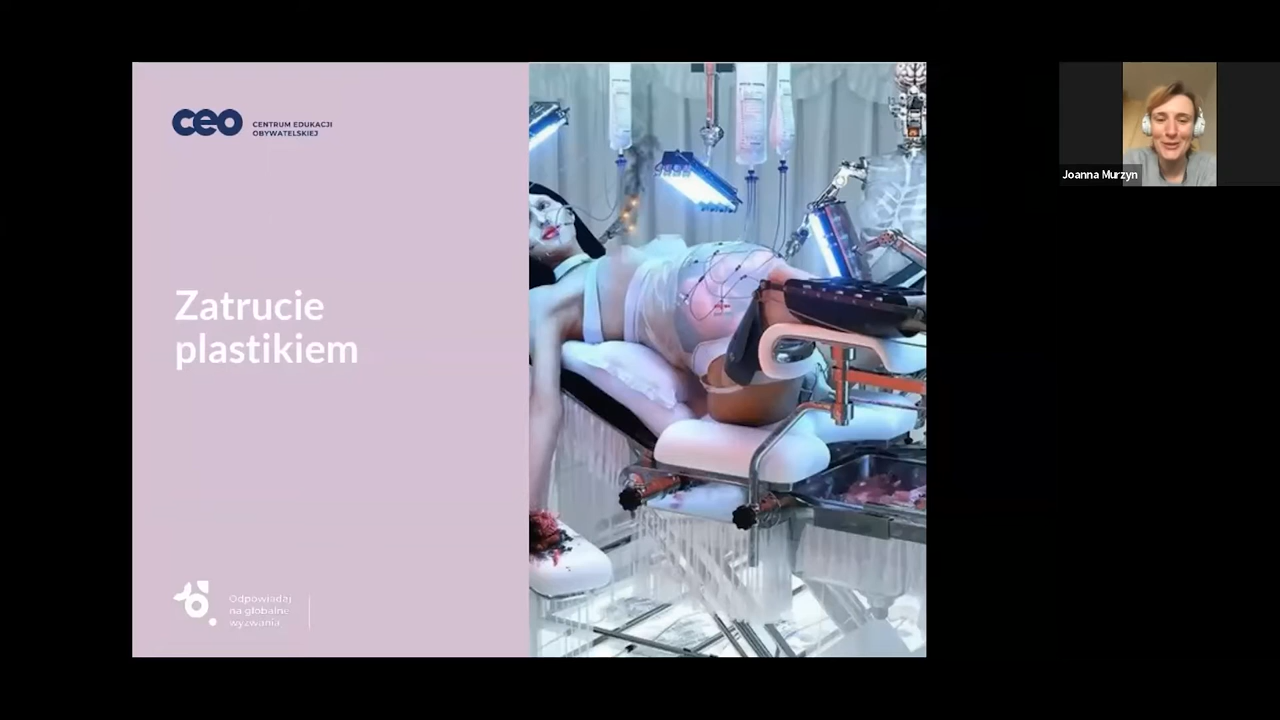 ceo
CENTRUM EDUKACJI
OBYWATELSKIEJ
Zatrucie
plastikiem
Odpowiadaj
na globalne
wyzwania
Joanna Murzyn